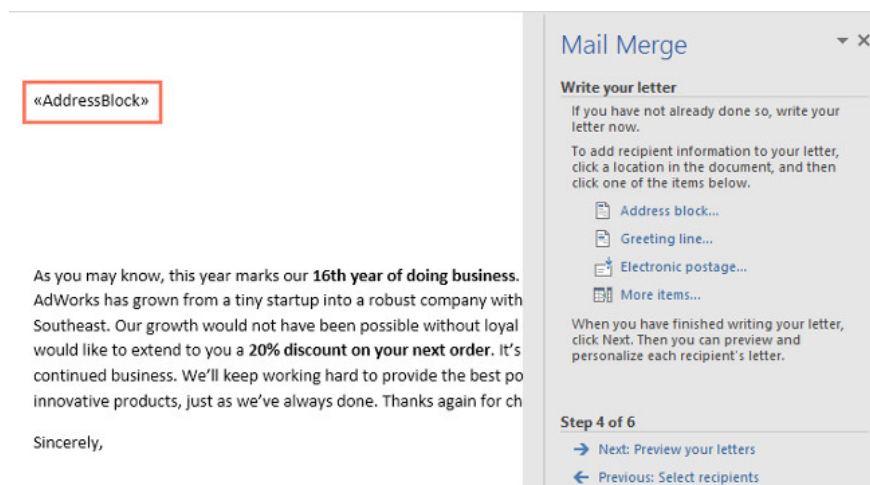 «AddressBlock»
As you may know, this year marks our 16th year of doing business.
AdWorks has grown from a tiny startup into a robust company with
Southeast. Our growth would not have been possible without loyal
would like to extend to you a 20% discount on your next order. It's
continued business. We'll keep working hard to provide the best po
innovative products, just as we've always done. Thanks again for ch
Sincerely,
Mail Merge
Write your letter
If you have not already done so, write your
letter now.
To add recipient information to your letter,
click a location in the document, and then
click one of the items below.
Address block...
Greeting line...
Electronic postage...
More items...
When you have finished writing your letter,
click Next. Then you can preview and
personalize each recipient's letter.
Step 4 of 6
Next: Preview your letters
Previous: Select recipients